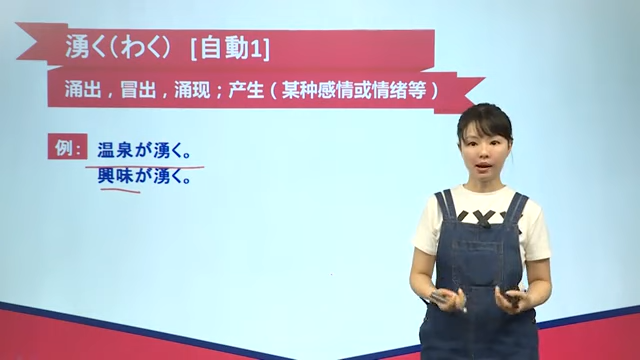 湧く（わく） [自動1]
涌出，冒出，涌现；产生（某种感情或情绪等）
例：
温泉が湧く。
興味が湧く。